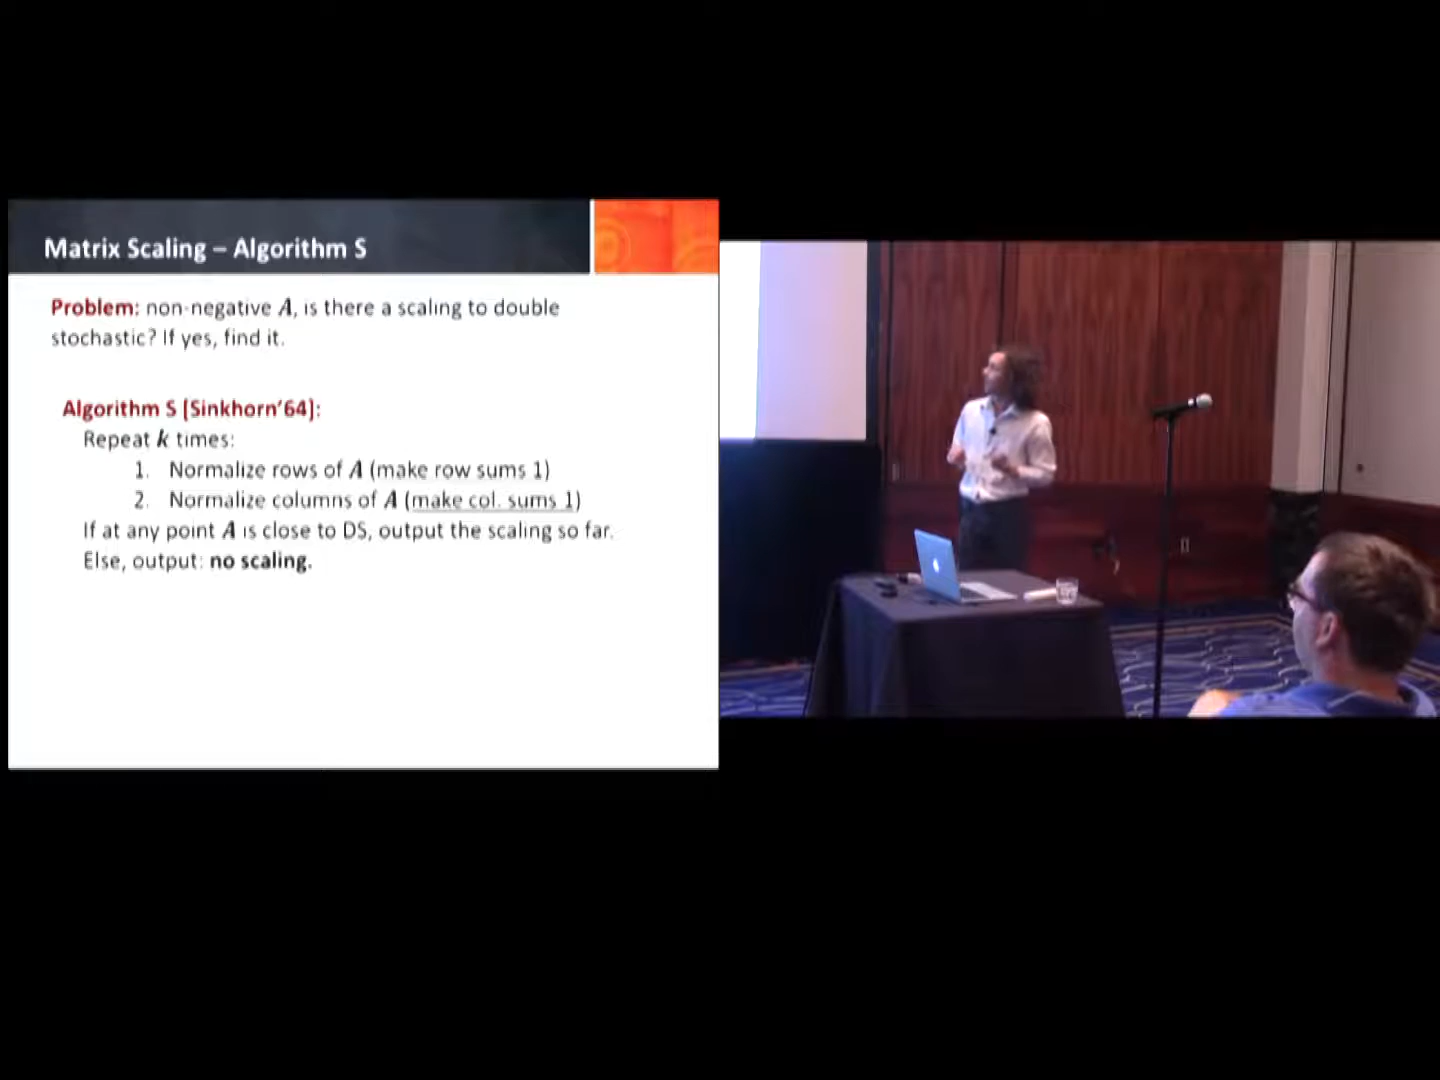 Matrix Scaling – Algorithm S
Problem: non-negative A, is there a scaling to double
stochastic? If yes, find it.
Algorithm S [Sinkhorn’64]:
Repeat k times:
1. Normalize rows of A (make row sums 1)
2. Normalize columns of A (make col. sums 1)
If at any point A is close to DS, output the scaling so far.
Else, output: no scaling.